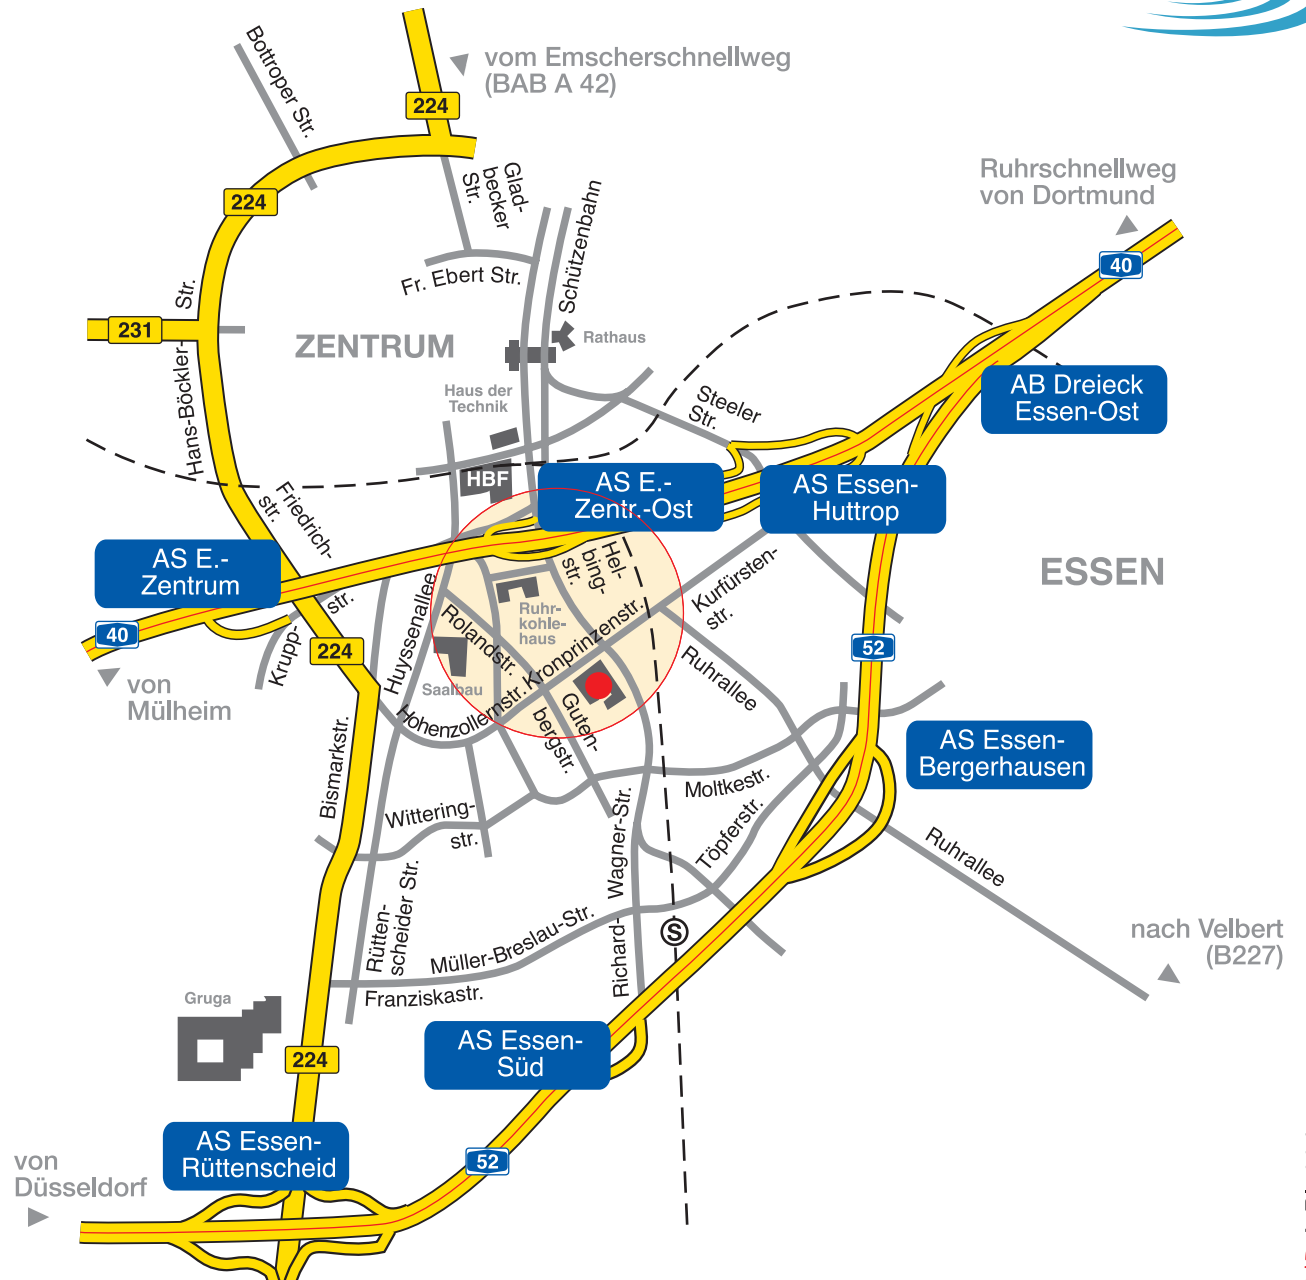 Bottroper Str.
vom Emscherschnellweg
(BAB A 42)
224
Ruhrschnellweg
von Dortmund
Glad-
becker
Str.
224
Schützenbahn
40
Fr. Ebert Str.
Hans-Böckler-
Str.
231
ZENTRUM
Rathaus
Haus der
Technik
Steeler
Str.
AB Dreieck
Essen-Ost
HBF
AS E.-
Zentr.-Ost
AS Essen-
Huttrop
Friedrich-
str.
AS E.-
Zentrum
ESSEN
Hel-
bing-
str.
Kurfürsten-
str.
40
Krupp-
str.
224
Huyssenallee
Rolandstr.
Ruhr-
kohle-
haus
Kronprinzenstr.
52
von
Mülheim
Saalbau
Hohenzollernstr.
Guten-
bergstr.
Ruhrallee
AS Essen-
Bergerhausen
Bismarkstr.
Moltkestr.
Wittering-
str.
Töpferstr.
Ruhrallee
Richard-
Wagner-Str.
Rütten-
scheider Str.
Müller-Breslau-Str.
S
nach Velbert
(B227)
Franziskastr.
Gruga
224
AS Essen-
Süd
AS Essen-
Rüttenscheid
52
von
Düsseldorf